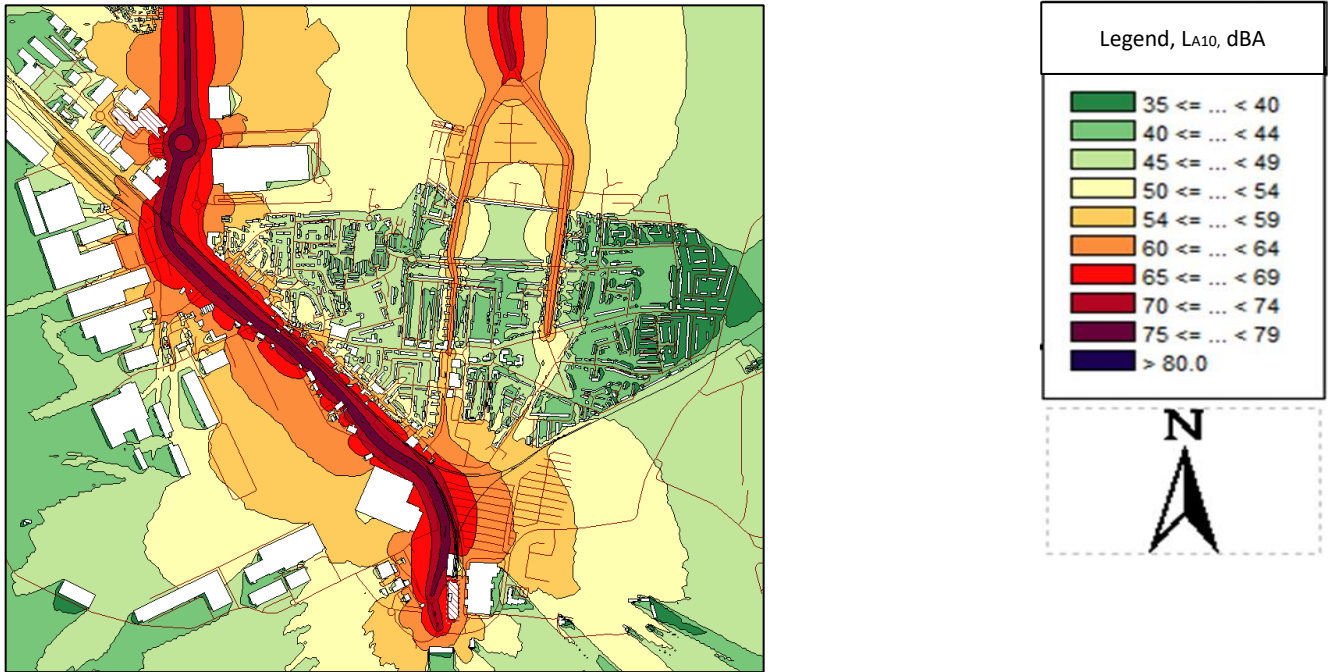 Legend, LA10, dBA
35 <= ... < 40
40 <= ... < 44
45 <= ... < 49
50 <= ... < 54
54 <= ... < 59
60 <= ... < 64
65 <= ... < 69
70 <= ... < 74
75 <= ... < 79
> 80.0
N